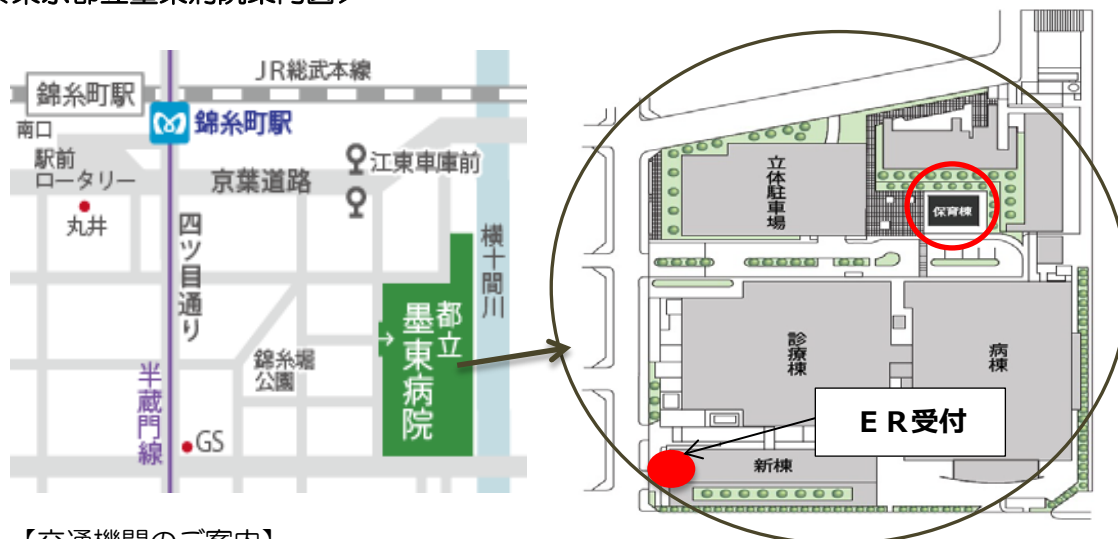 東京都立墨東病院案内図
JR総武本線
錦糸町駅
錦糸町駅
南口
駅前
ロータリー
丸井
京葉道路
江東車庫前
四ツ目通り
横十間川
都立
墨東病院
錦糸堀
公園
半蔵門線
GS
立体駐車場
保育棟
診療棟
病棟
ER受付
新棟
【交通機関のご案内】